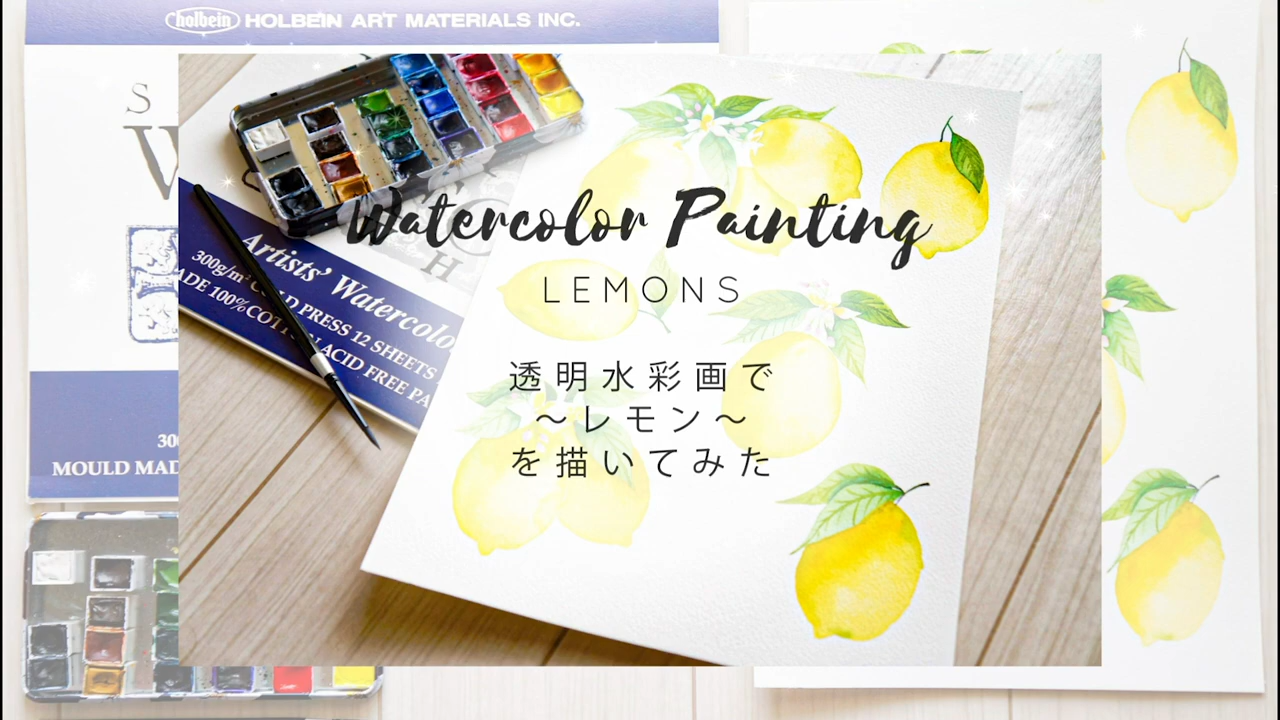 holbein HOLBEIN ART MATERIALS INC.
Watercolor Painting
LEMONS
透明水彩画で
〜レモン〜
を描いてみた
Artists' Watercolo
300g/m² COLD PRESS 12 SHEETS
ADE 100% COTTON ACID FREE PA
MOULD MAD